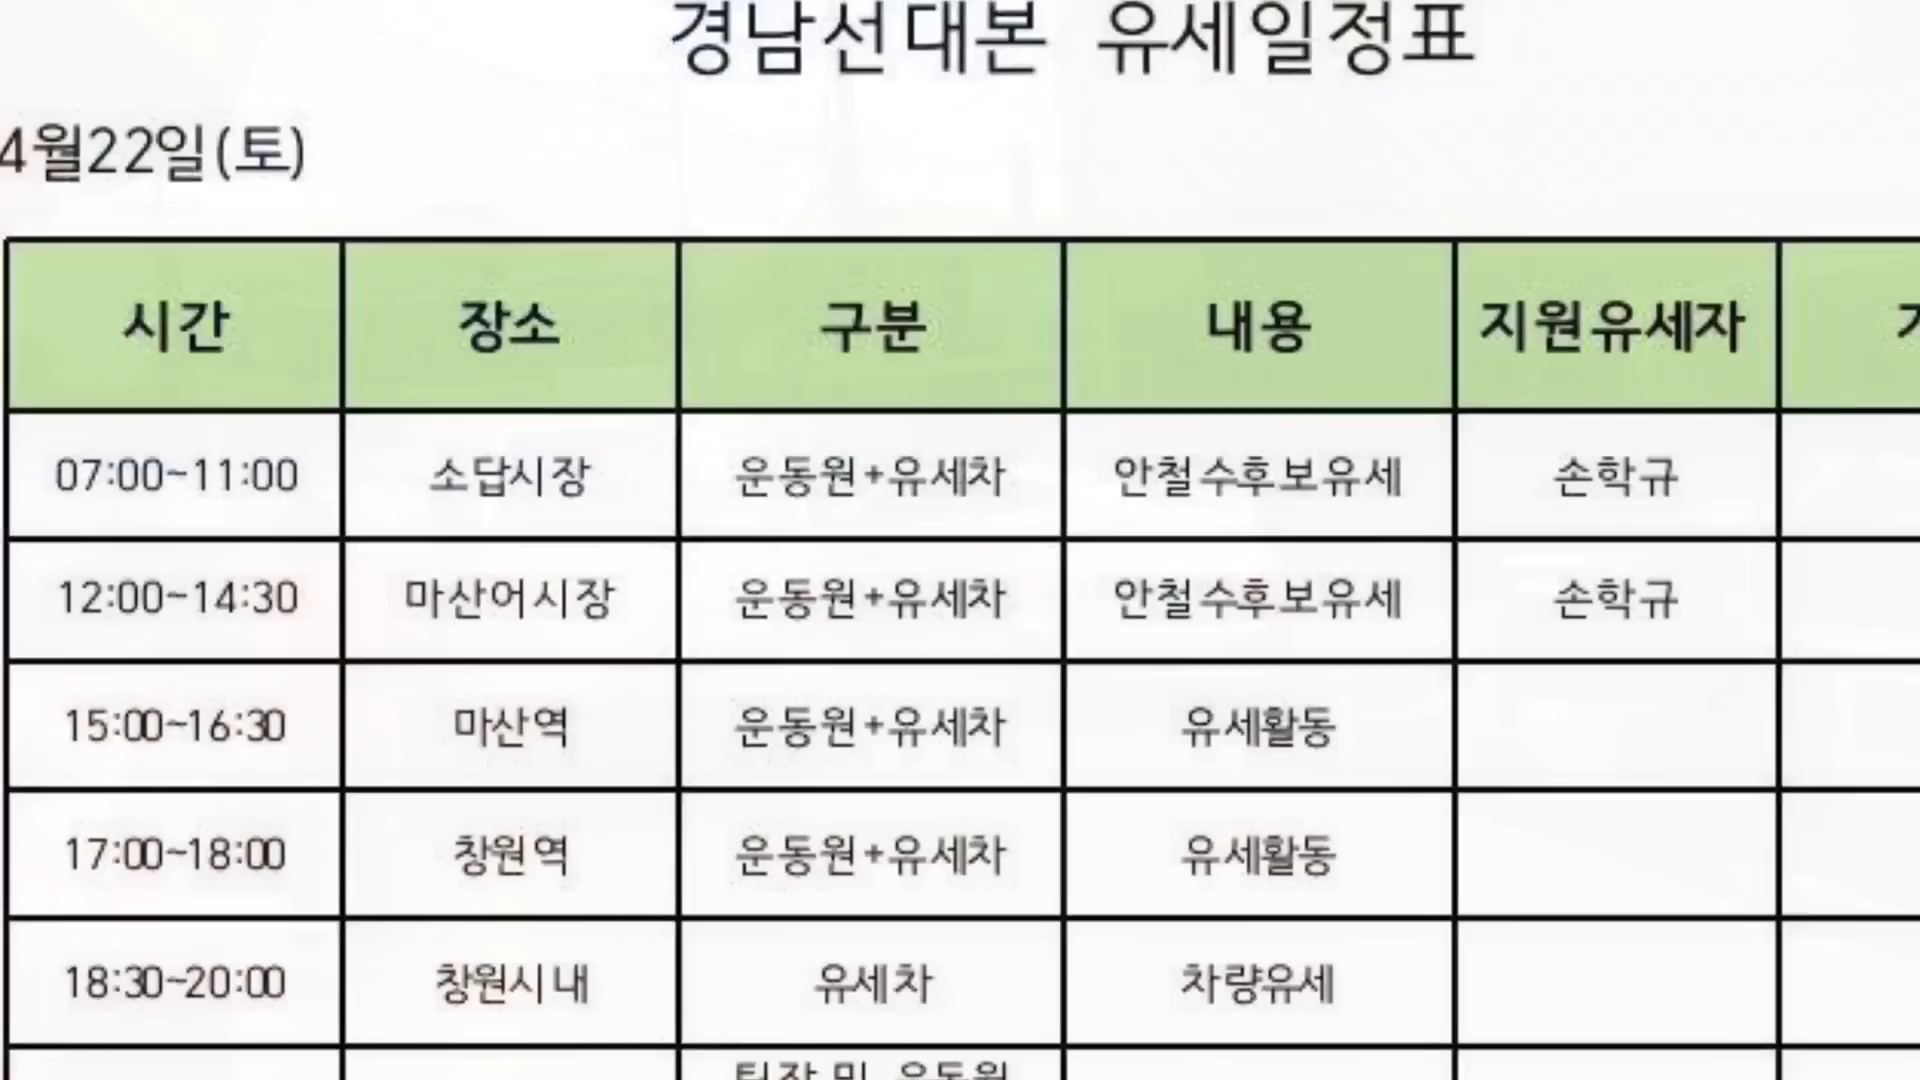 경남선대본 유세일정표
4월22일(토)
시간 장소 구분 내용 지원유세자
07:00~11:00 소답시장 운동원+유세차 안철수후보유세 손학규
12:00~14:30 마산어시장 운동원+유세차 안철수후보유세 손학규
15:00~16:30 마산역 운동원+유세차 유세활동
17:00~18:00 창원역 운동원+유세차 유세활동
18:30~20:00 창원시내 유세차 차량유세